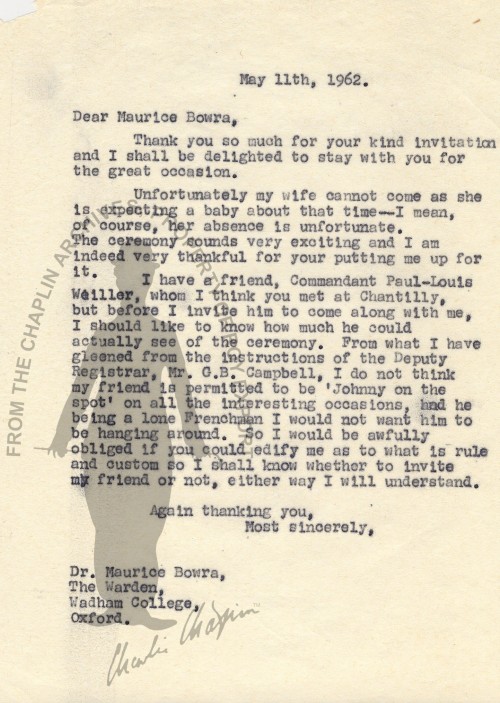 May 11th, 1962.
Dear Maurice Bowra,
Thank you so much for your kind invitation
and I shall be delighted to stay with you for
the great occasion.
Unfortunately my wife cannot come as she
is expecting a baby about that time—I mean,
of course, her absence is unfortunate.
The ceremony sounds very exciting and I am
indeed very thankful for your putting me up for
it.
I have a friend, Commandant Paul-Louis
Weiller, whom I think you met at Chantilly,
but before I invite him to come along with me,
I should like to know how much he could
actually see of the ceremony. From what I have
gleened from the instructions of the Deputy
Registrar, Mr. G.B. Campbell, I do not think
my friend is permitted to be 'Johnny on the
spot' on all the interesting occasions, and he
being a lone Frenchman I would not want him to
be hanging around. So I would be awfully
obliged if you could edify me as to what is rule
and custom so I shall know whether to invite
my friend or not, either way I will understand.
Again thanking you,
Most sincerely,
Dr. Maurice Bowra,
The Warden,
Wadham College,
Oxford.
Charlie Chaplin™
FROM THE CHAPLIN ARCHIVES